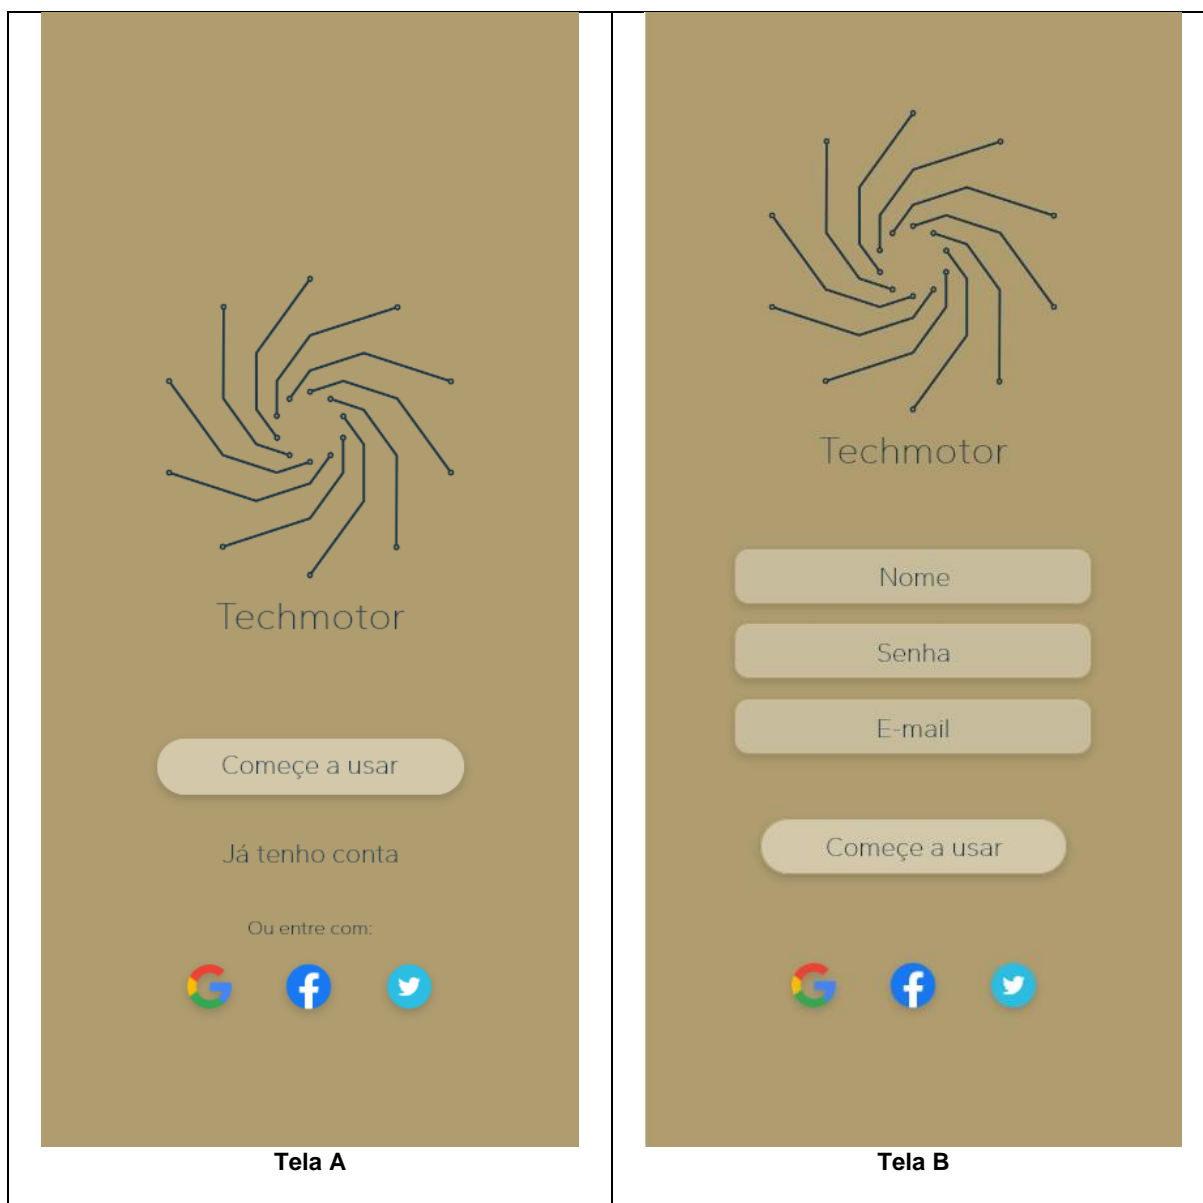 Techmotor
Começe a usar
Já tenho conta
Ou entre com:
Tela A
Techmotor
Nome
Senha
E-mail
Começe a usar
Tela B